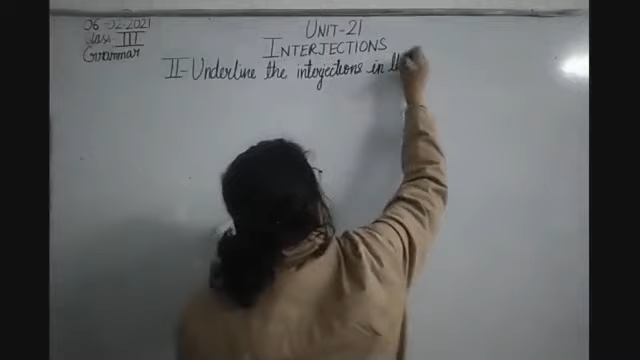 06-02-2021
Class-III
Grammar
UNIT-21
INTERJECTIONS
II-Underline the interjections in